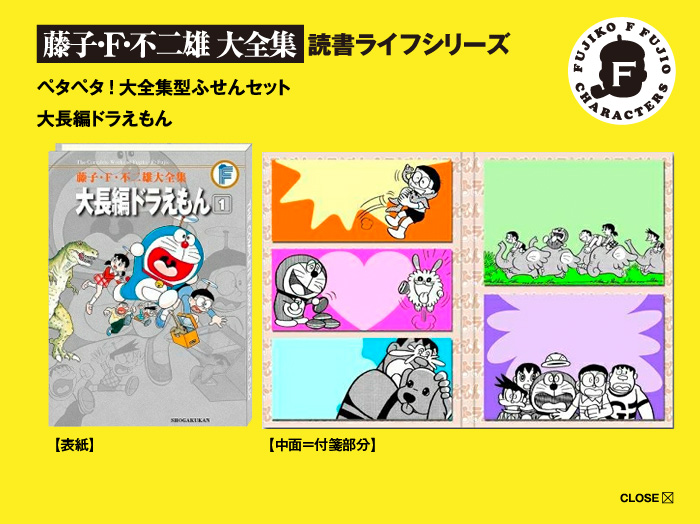 藤子・F・不二雄 大全集 読書ライフシリーズ
FUJIKO F FUJIO
F
CHARACTERS
ペタペタ！大全集型ふせんセット
大長編ドラえもん
藤子・F・不二雄大全集
F
大長編ドラえもん 1
SHOGAKUKAN
【表紙】
【中面＝付箋部分】
CLOSE